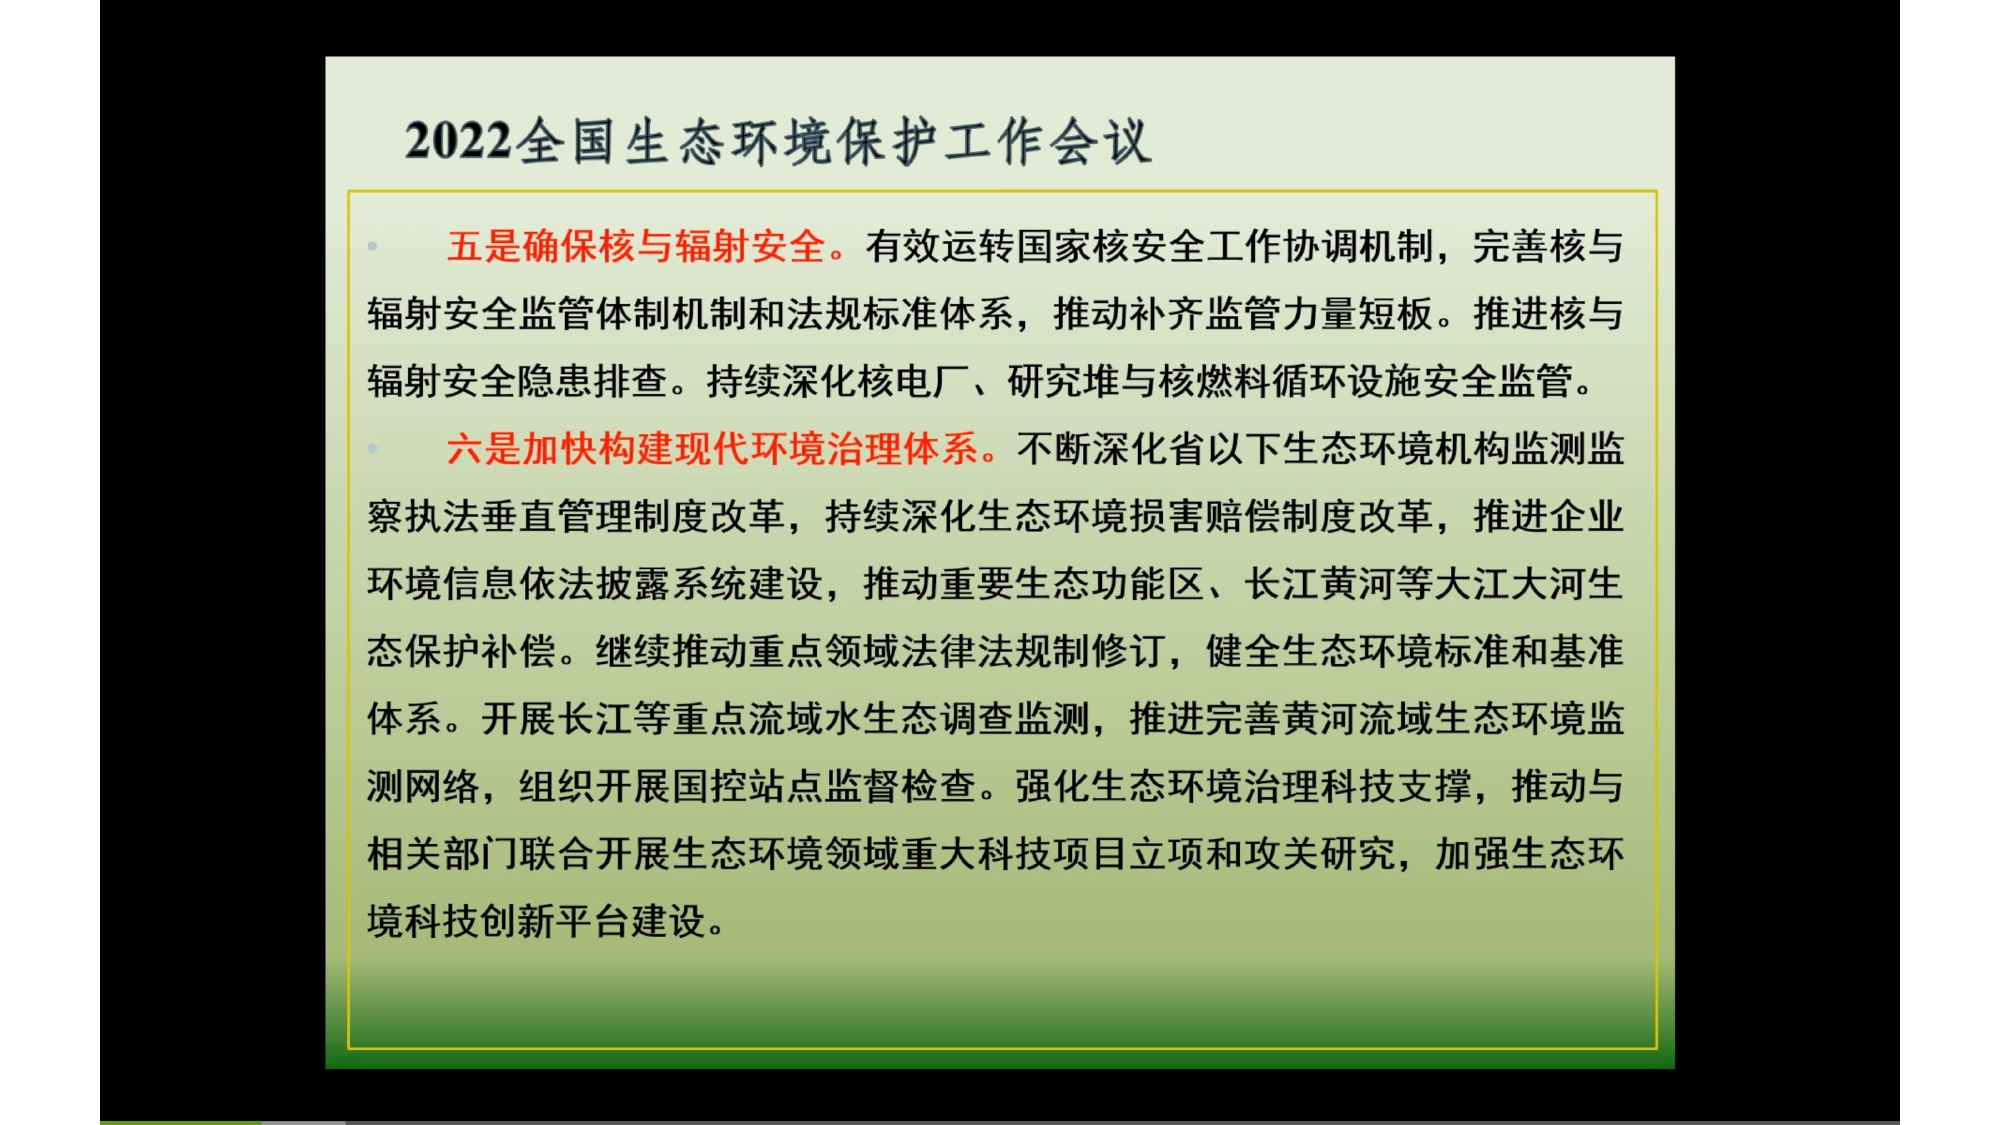 2022全国生态环境保护工作会议
• 五是确保核与辐射安全。有效运转国家核安全工作协调机制，完善核与
辐射安全监管体制机制和法规标准体系，推动补齐监管力量短板。推进核与
辐射安全隐患排查。持续深化核电厂、研究堆与核燃料循环设施安全监管。
• 六是加快构建现代环境治理体系。不断深化省以下生态环境机构监测监
察执法垂直管理制度改革，持续深化生态环境损害赔偿制度改革，推进企业
环境信息依法披露系统建设，推动重要生态功能区、长江黄河等大江大河生
态保护补偿。继续推动重点领域法律法规制修订，健全生态环境标准和基准
体系。开展长江等重点流域水生态调查监测，推进完善黄河流域生态环境监
测网络，组织开展国控站点监督检查。强化生态环境治理科技支撑，推动与
相关部门联合开展生态环境领域重大科技项目立项和攻关研究，加强生态环
境科技创新平台建设。